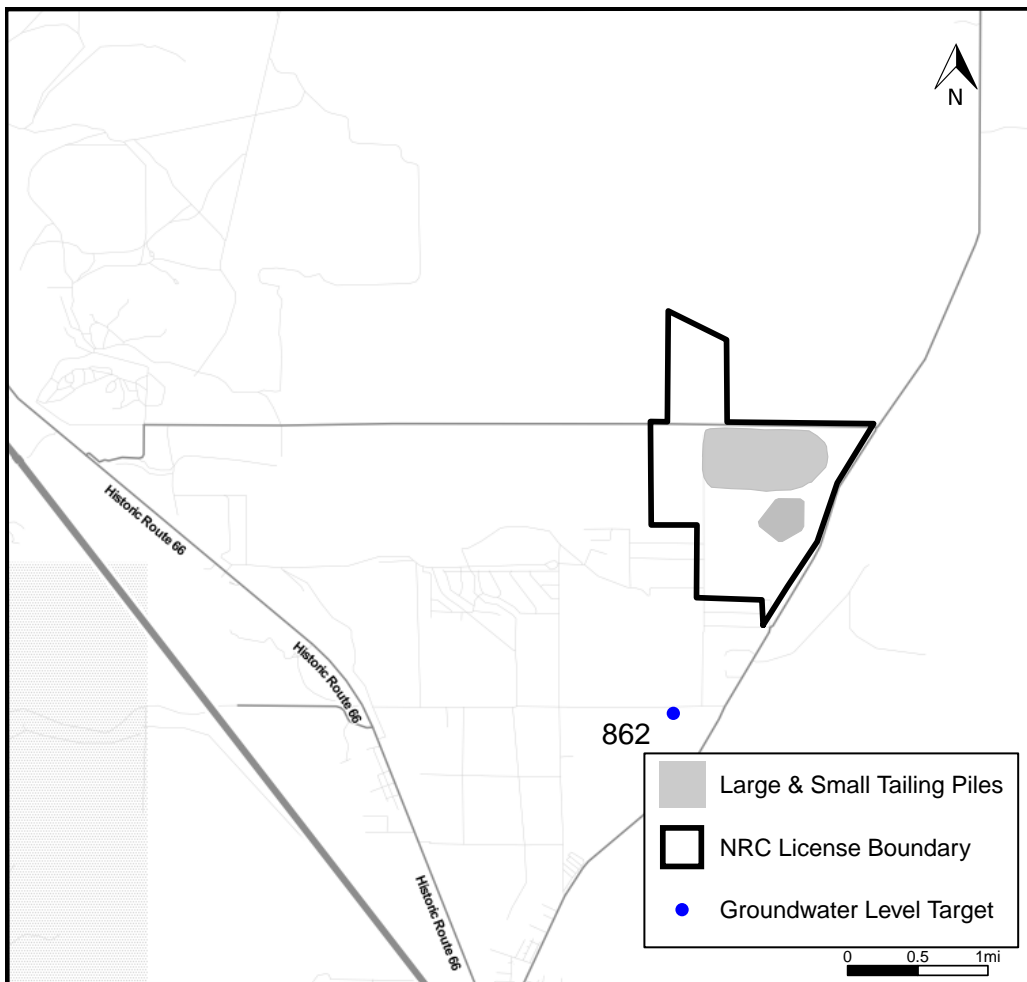 N
Historic Route 66
Historic Route 66
862
Large & Small Tailing Piles
NRC License Boundary
Historic Route 66
Groundwater Level Target
0 0.5 1mi